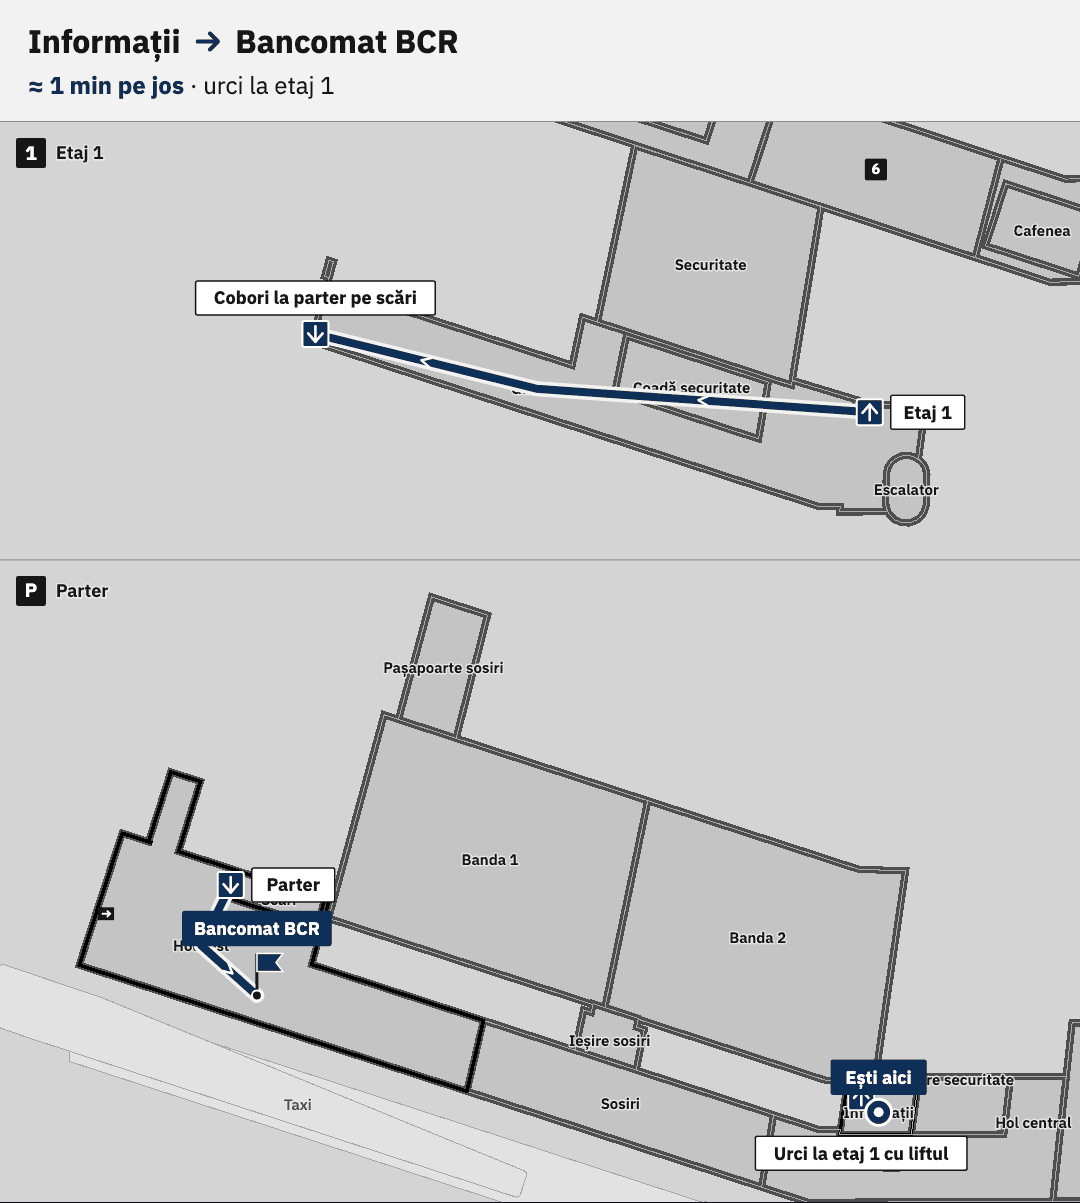 Informații → Bancomat BCR
≈ 1 min pe jos · urci la etaj 1
1 Etaj 1
6
Cafenea
Securitate
Cobori la parter pe scări
Coadă securitate
Etaj 1
Escalator
P Parter
Pașapoarte sosiri
Banda 1
Parter
Bancomat BCR
Banda 2
Ieșire sosiri
Ești aici
securitate
Taxi
Sosiri
Hol central
Urci la etaj 1 cu liftul